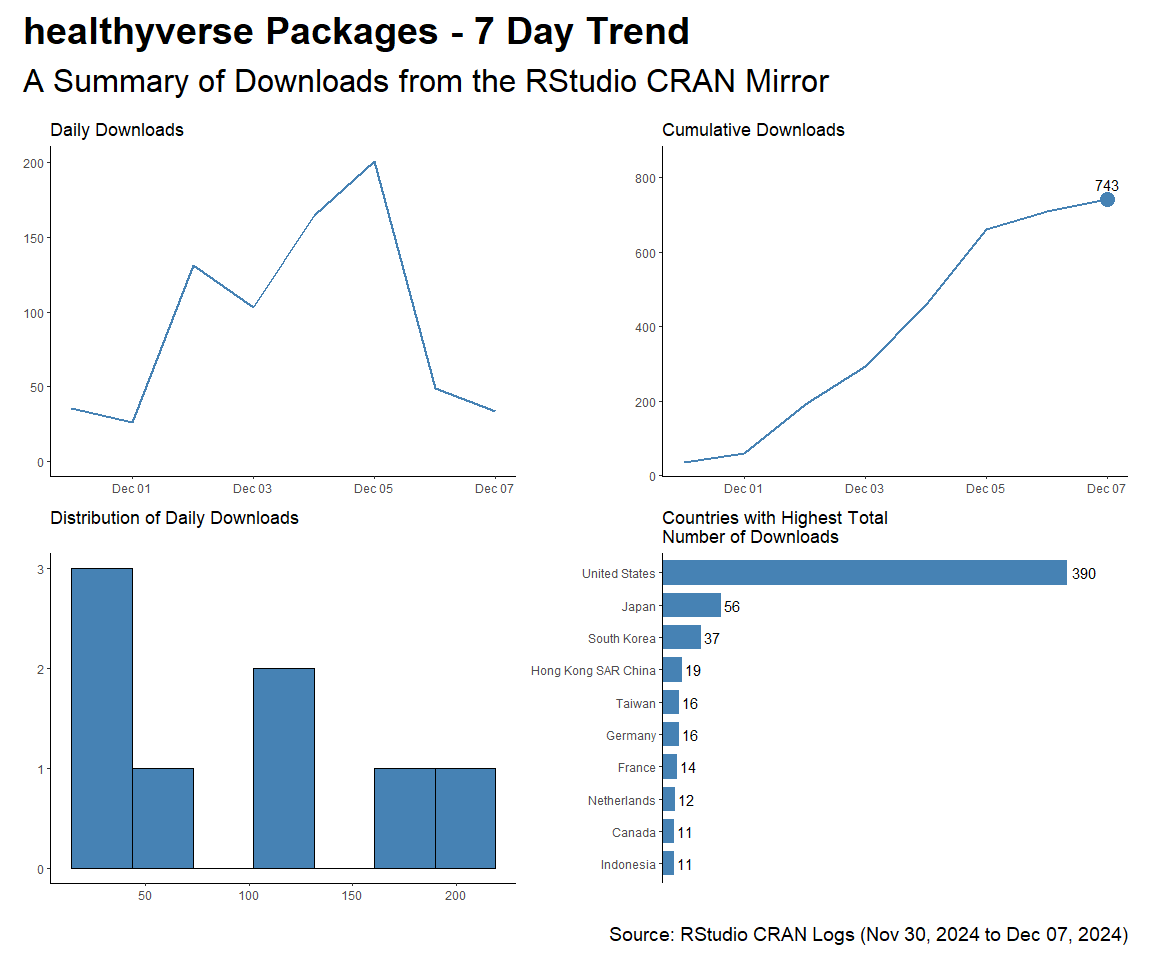 healthyverse Packages - 7 Day Trend
A Summary of Downloads from the RStudio CRAN Mirror
Daily Downloads
200
150
100
50
0
Dec 01 Dec 03 Dec 05 Dec 07
Cumulative Downloads
800
600
400
200
0
743
Dec 01 Dec 03 Dec 05 Dec 07
Distribution of Daily Downloads
3
2
1
0
50 100 150 200
Countries with Highest Total
Number of Downloads
United States 390
Japan 56
South Korea 37
Hong Kong SAR China 19
Taiwan 16
Germany 16
France 14
Netherlands 12
Canada 11
Indonesia 11
Source: RStudio CRAN Logs (Nov 30, 2024 to Dec 07, 2024)